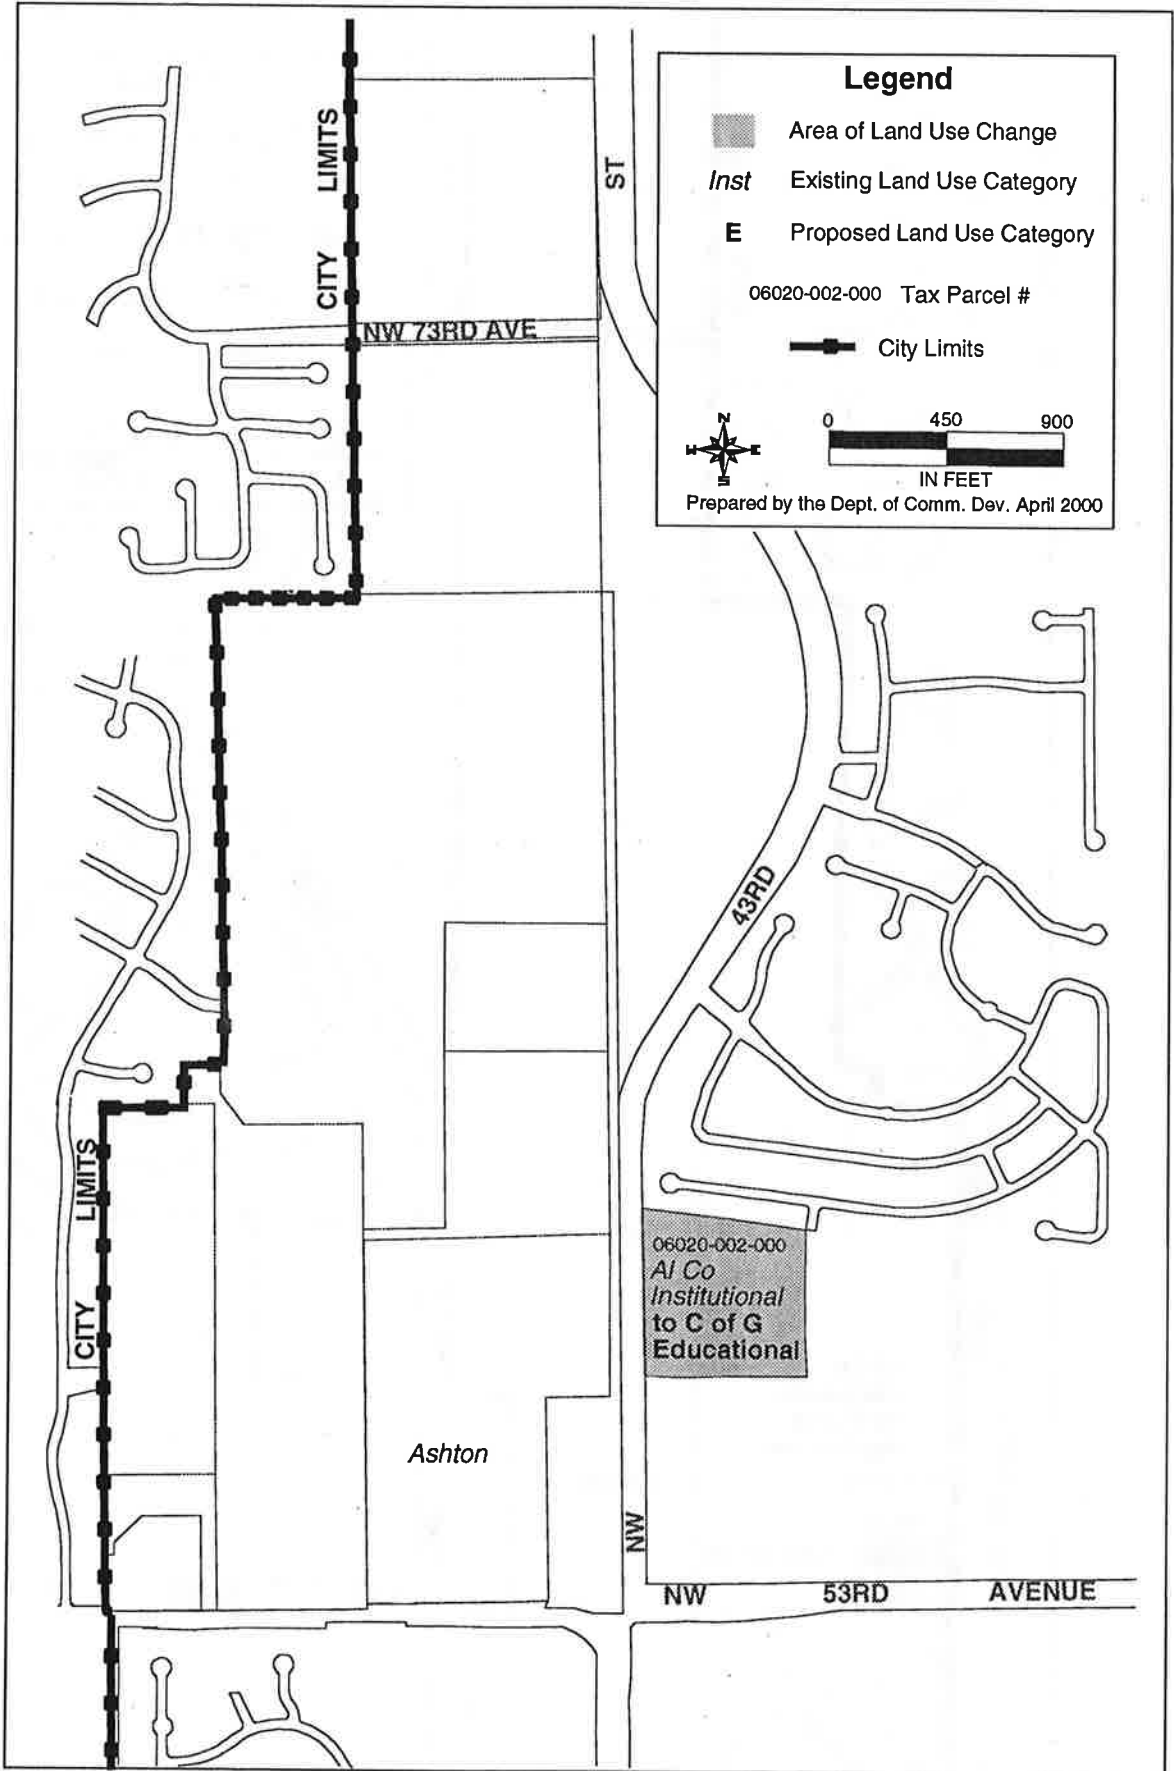 Legend
Area of Land Use Change
Inst Existing Land Use Category
E Proposed Land Use Category
06020-002-000 Tax Parcel #
City Limits
N
W E
S
0 450 900
IN FEET
Prepared by the Dept. of Comm. Dev. April 2000
CITY LIMITS
ST
NW 73RD AVE
43RD
CITY LIMITS
06020-002-000
Al Co
Institutional
to C of G
Educational
Ashton
NW
NW 53RD AVENUE